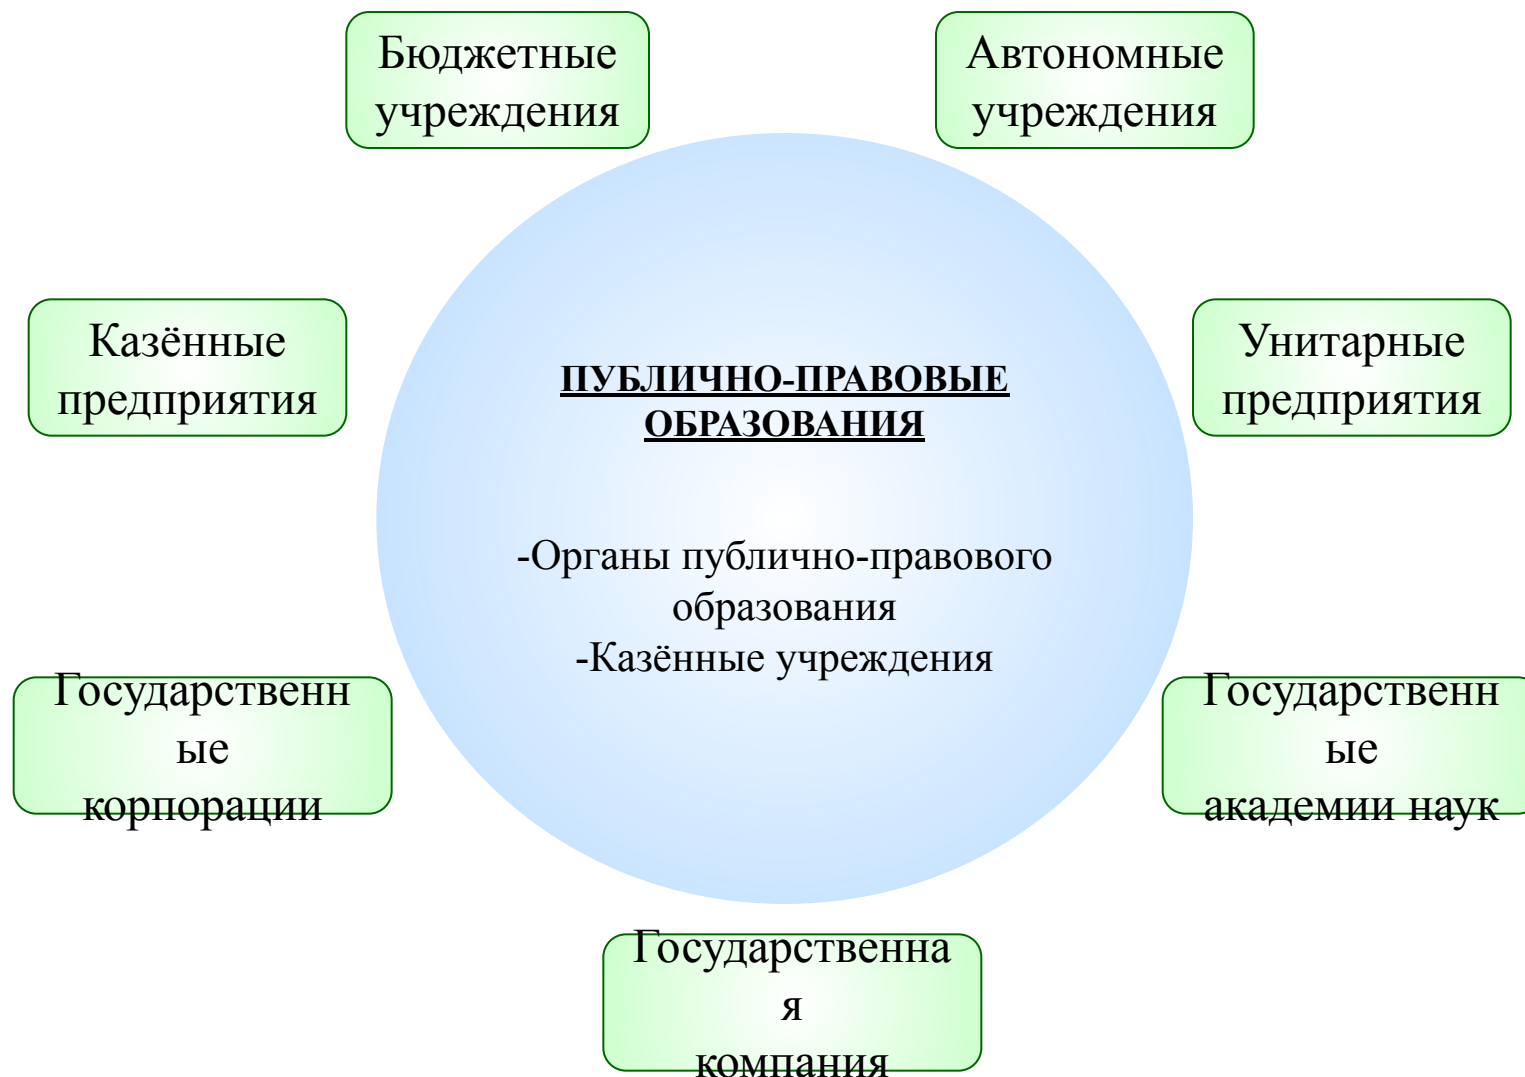 Бюджетные
учреждения
Автономные
учреждения
Казённые
предприятия
Унитарные
предприятия
ПУБЛИЧНО-ПРАВОВЫЕ
ОБРАЗОВАНИЯ
-Органы публично-правового
образования
-Казённые учреждения
Государственн
ые
корпорации
Государственн
ые
академии наук
Государственна
я
компания